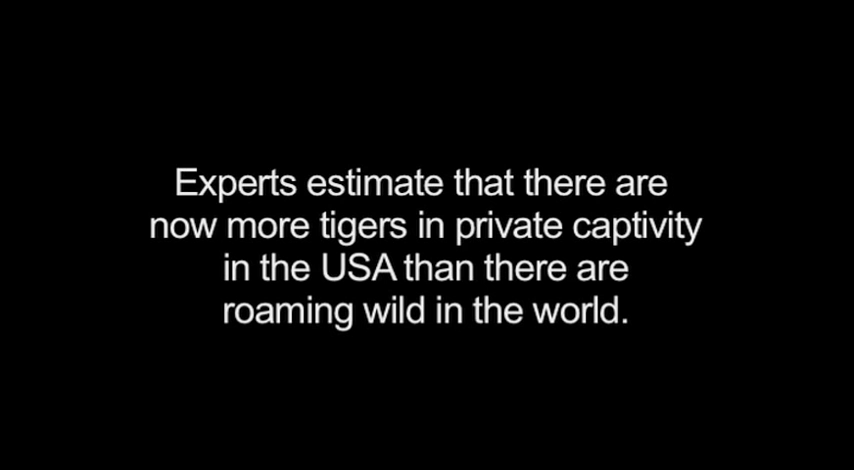 Experts estimate that there are
now more tigers in private captivity
in the USA than there are
roaming wild in the world.